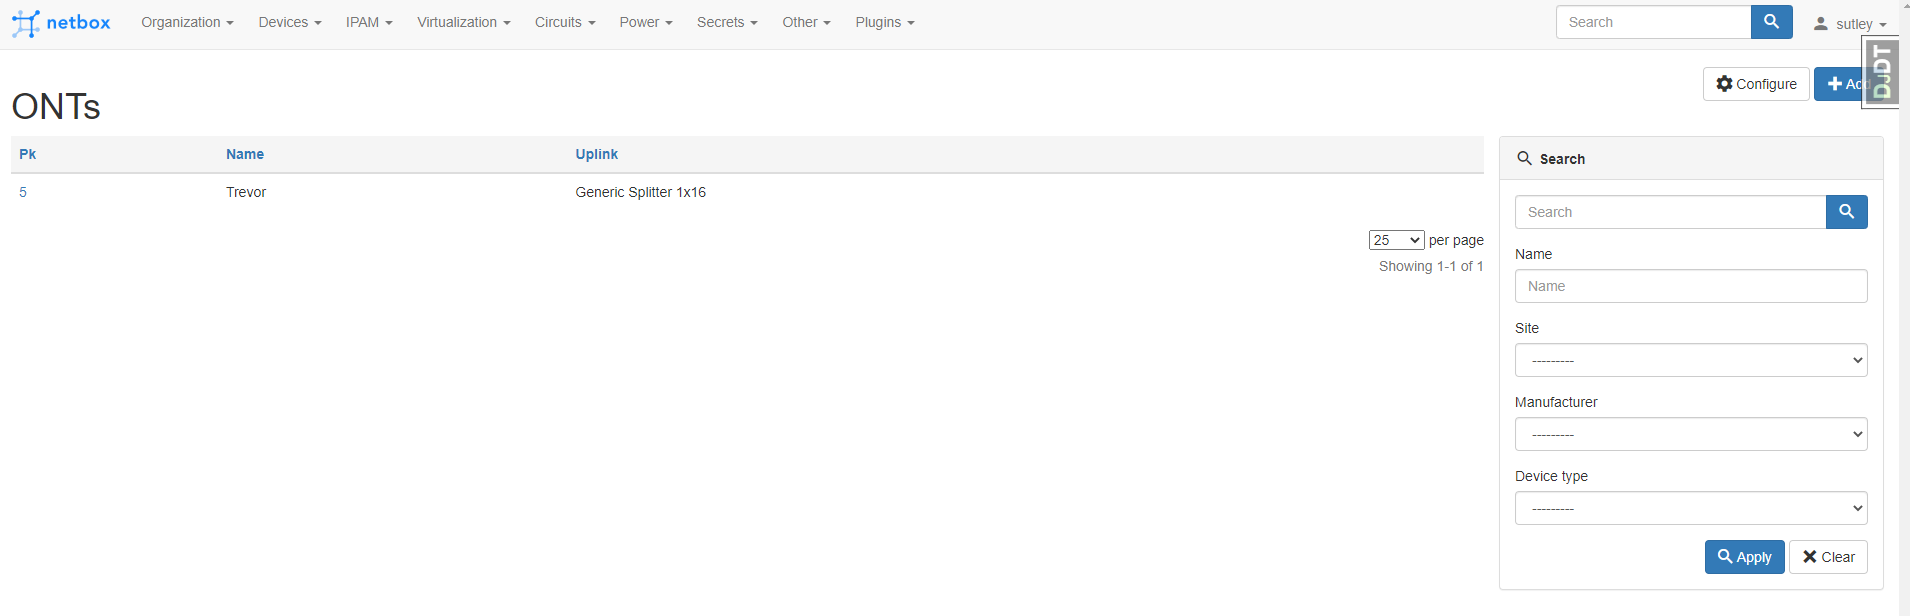 netbox Organization Devices IPAM Virtualization Circuits Power Secrets Other Plugins Search sutley
DJDT
Configure Add
ONTs
Pk Name Uplink
5 Trevor Generic Splitter 1x16
25 per page
Showing 1-1 of 1
Search
Search
Name
Name
Site
---------
Manufacturer
---------
Device type
---------
Apply Clear